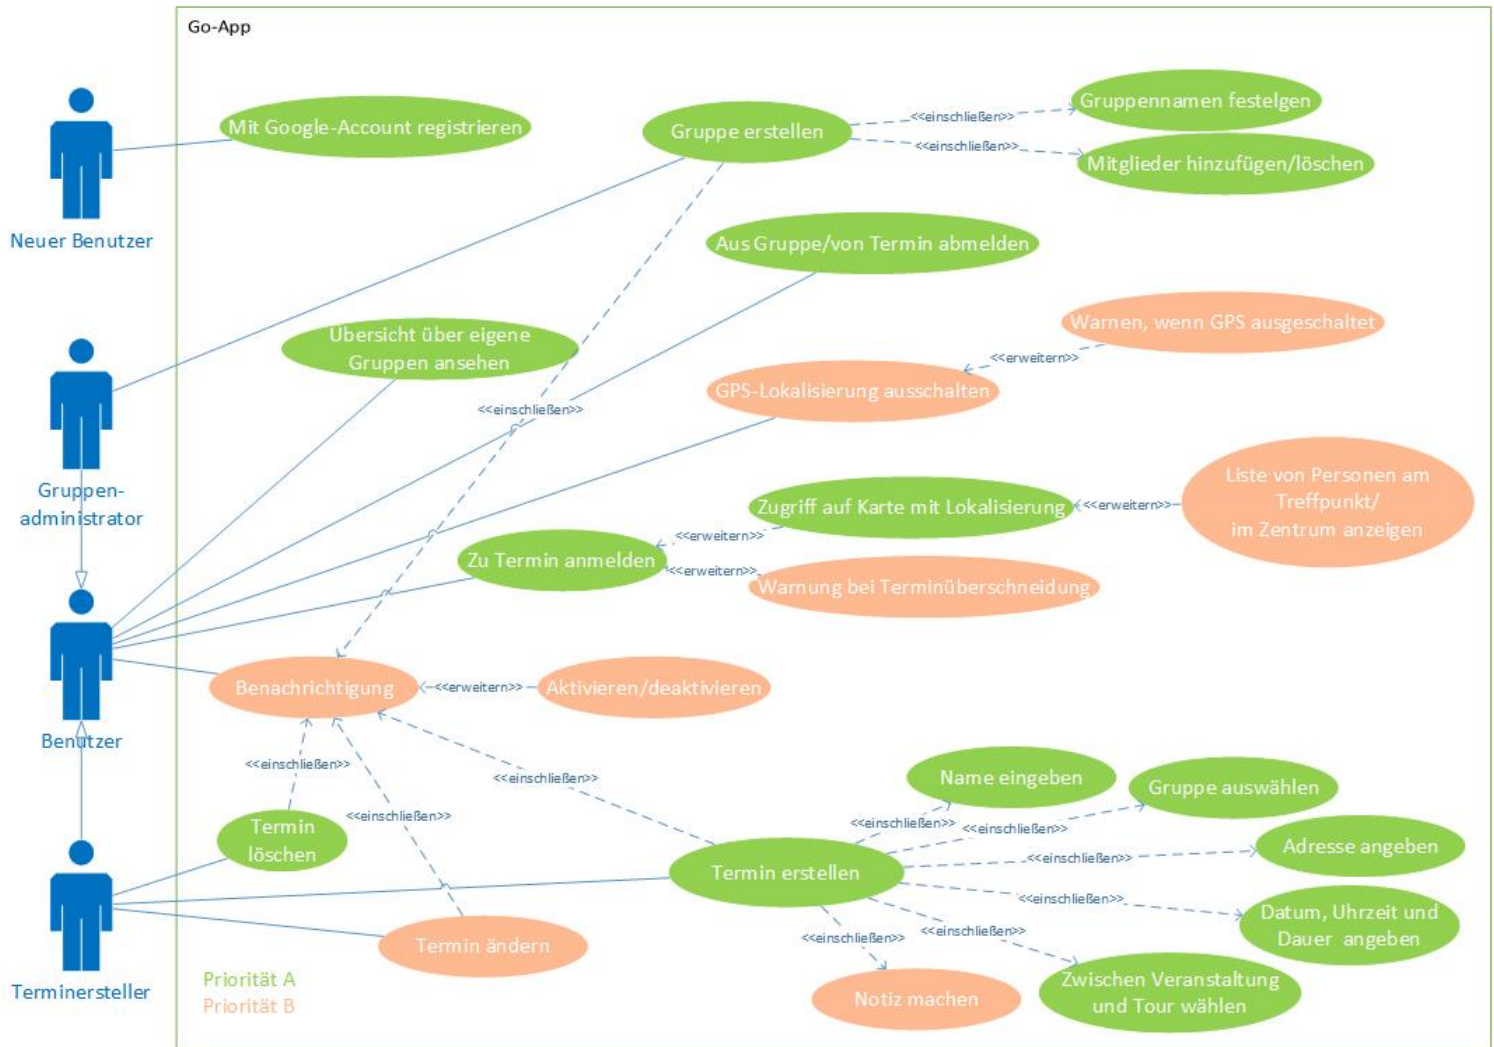 Go-App
Mit Google-Account registrieren
Neuer Benutzer
Gruppe erstellen
<<einschließen>>
Gruppennamen festelgen
<<einschließen>>
Mitglieder hinzufügen/löschen
Aus Gruppe/von Termin abmelden
Übersicht über eigene
Gruppen ansehen
Warnen, wenn GPS ausgeschaltet
<<erweitern>>
GPS-Lokalisierung ausschalten
<<einschließen>>
Gruppen-
administrator
Liste von Personen am
Treffpunkt/
im Zentrum anzeigen
<<erweitern>>
Zugriff auf Karte mit Lokalisierung
<<erweitern>>
Zu Termin anmelden
<<erweitern>>
Warnung bei Terminüberschneidung
Benachrichtigung
<<erweitern>>
Aktivieren/deaktivieren
Benutzer
<<einschließen>>
<<einschließen>>
<<einschließen>>
Name eingeben
Gruppe auswählen
<<einschließen>>
<<einschließen>>
Termin
löschen
Adresse angeben
<<einschließen>>
Termin erstellen
<<einschließen>>
Datum, Uhrzeit und
Dauer angeben
<<einschließen>>
<<einschließen>>
Termin ändern
Zwischen Veranstaltung
und Tour wählen
Notiz machen
Terminersteller
Priorität A
Priorität B